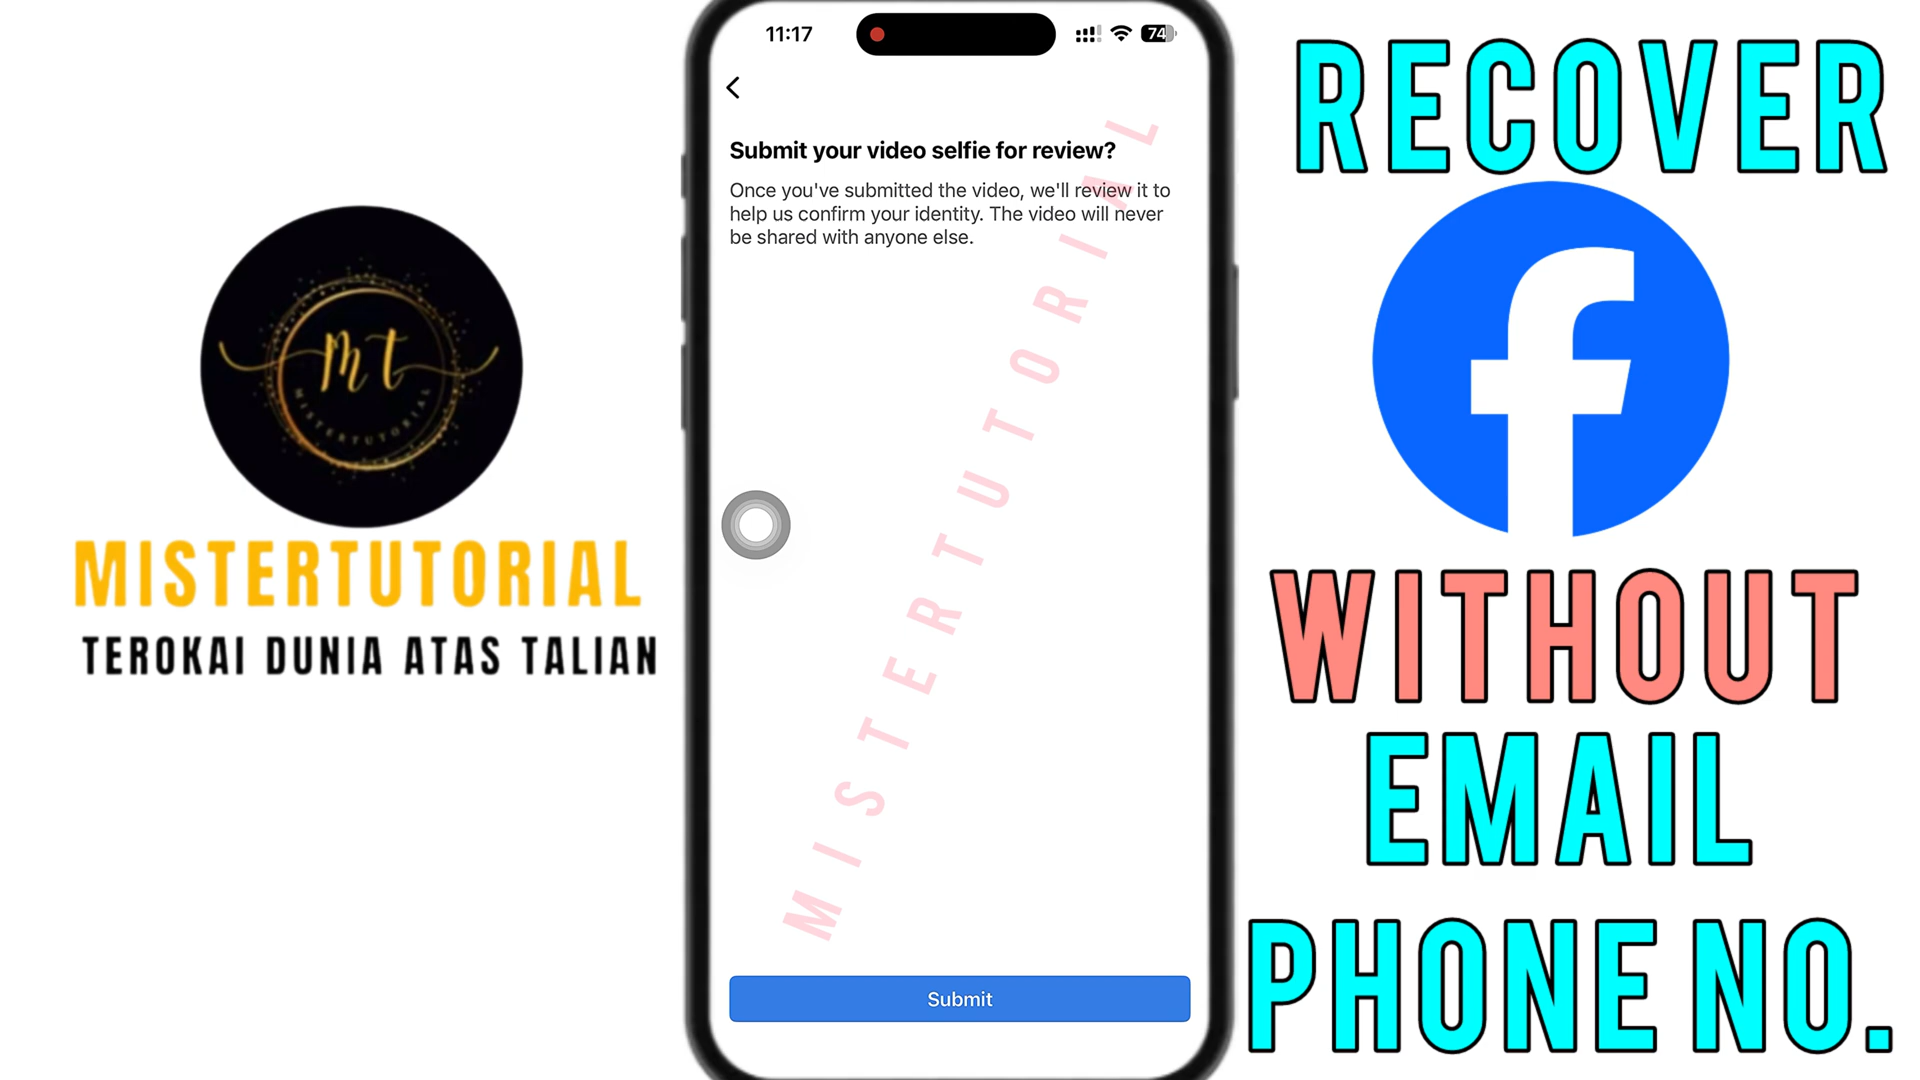 11:17
74
Submit your video selfie for review?
Once you've submitted the video, we'll review it to
help us confirm your identity. The video will never
be shared with anyone else.
MISTERTUTORIAL
Submit
mt
MISTERTUTORIAL
MISTERTUTORIAL
TEROKAI DUNIA ATAS TALIAN
RECOVER
f
WITHOUT
EMAIL
PHONE NO.